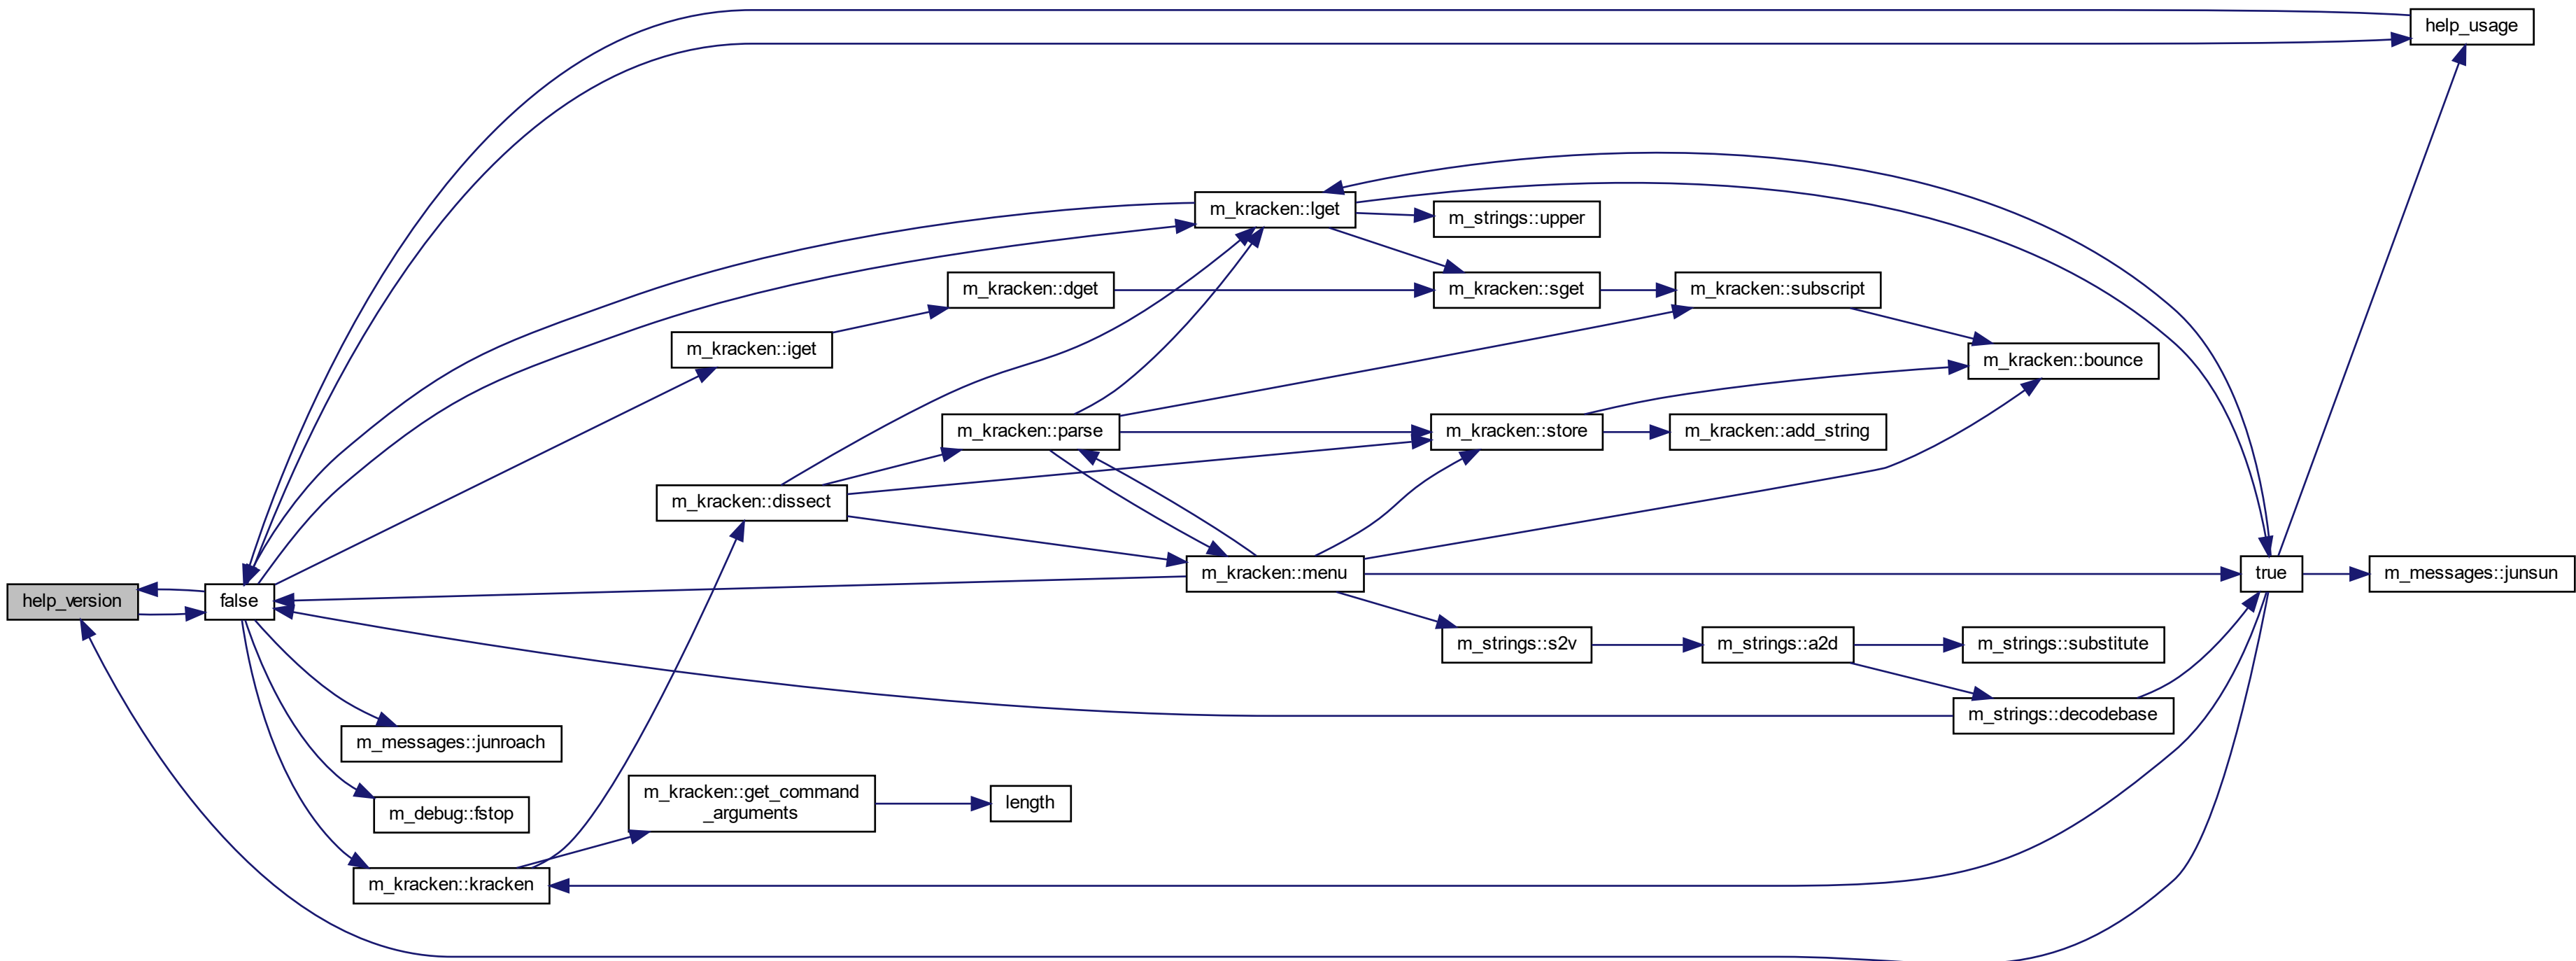 help_usage
m_kracken::lget
m_strings::upper
m_kracken::dget
m_kracken::sget
m_kracken::subscript
m_kracken::iget
m_kracken::bounce
m_kracken::parse
m_kracken::store
m_kracken::add_string
m_kracken::dissect
m_kracken::menu
true
m_messages::junsun
help_version
false
m_strings::s2v
m_strings::a2d
m_strings::substitute
m_strings::decodebase
m_messages::junroach
m_kracken::get_command
_arguments
length
m_debug::fstop
m_kracken::kracken